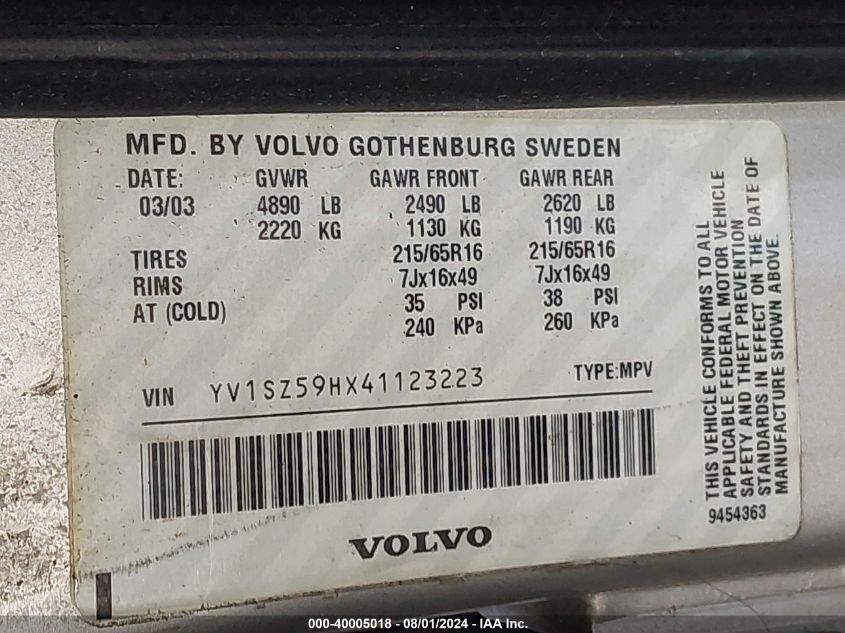 MFD. BY VOLVO GOTHENBURG SWEDEN
DATE: GVWR GAWR FRONT GAWR REAR
03/03 4890 LB 2490 LB 2620 LB
2220 KG 1130 KG 1190 KG
TIRES 215/65R16 215/65R16
RIMS 7Jx16x49 7Jx16x49
AT (COLD) 35 PSI 38 PSI
240 KPa 260 KPa
VIN YV1SZ59HX41123223 TYPE:MPV
VOLVO
THIS VEHICLE CONFORMS TO ALL
APPLICABLE FEDERAL MOTOR VEHICLE
SAFETY AND THEFT PREVENTION
STANDARDS IN EFFECT ON THE DATE OF
MANUFACTURE SHOWN ABOVE.
9454363
000-40005018 - 08/01/2024 - IAA Inc.